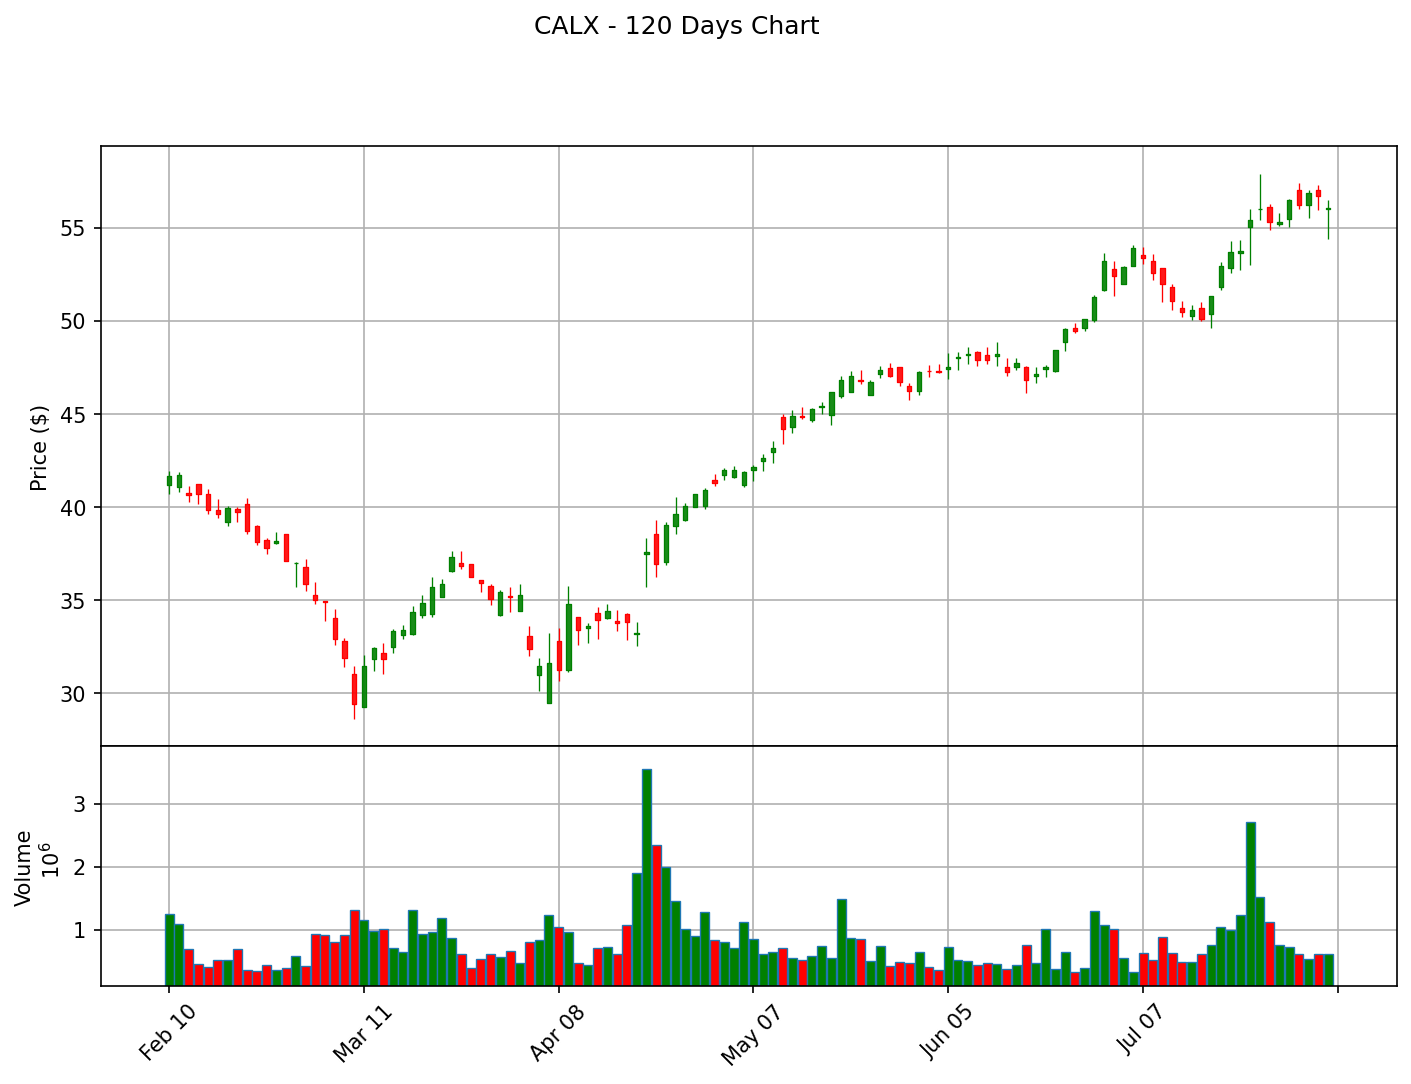 CALX - 120 Days Chart
Price ($)
55
50
45
40
35
30
Volume
10⁶
3
2
1
Feb 10
Mar 11
Apr 08
May 07
Jun 05
Jul 07